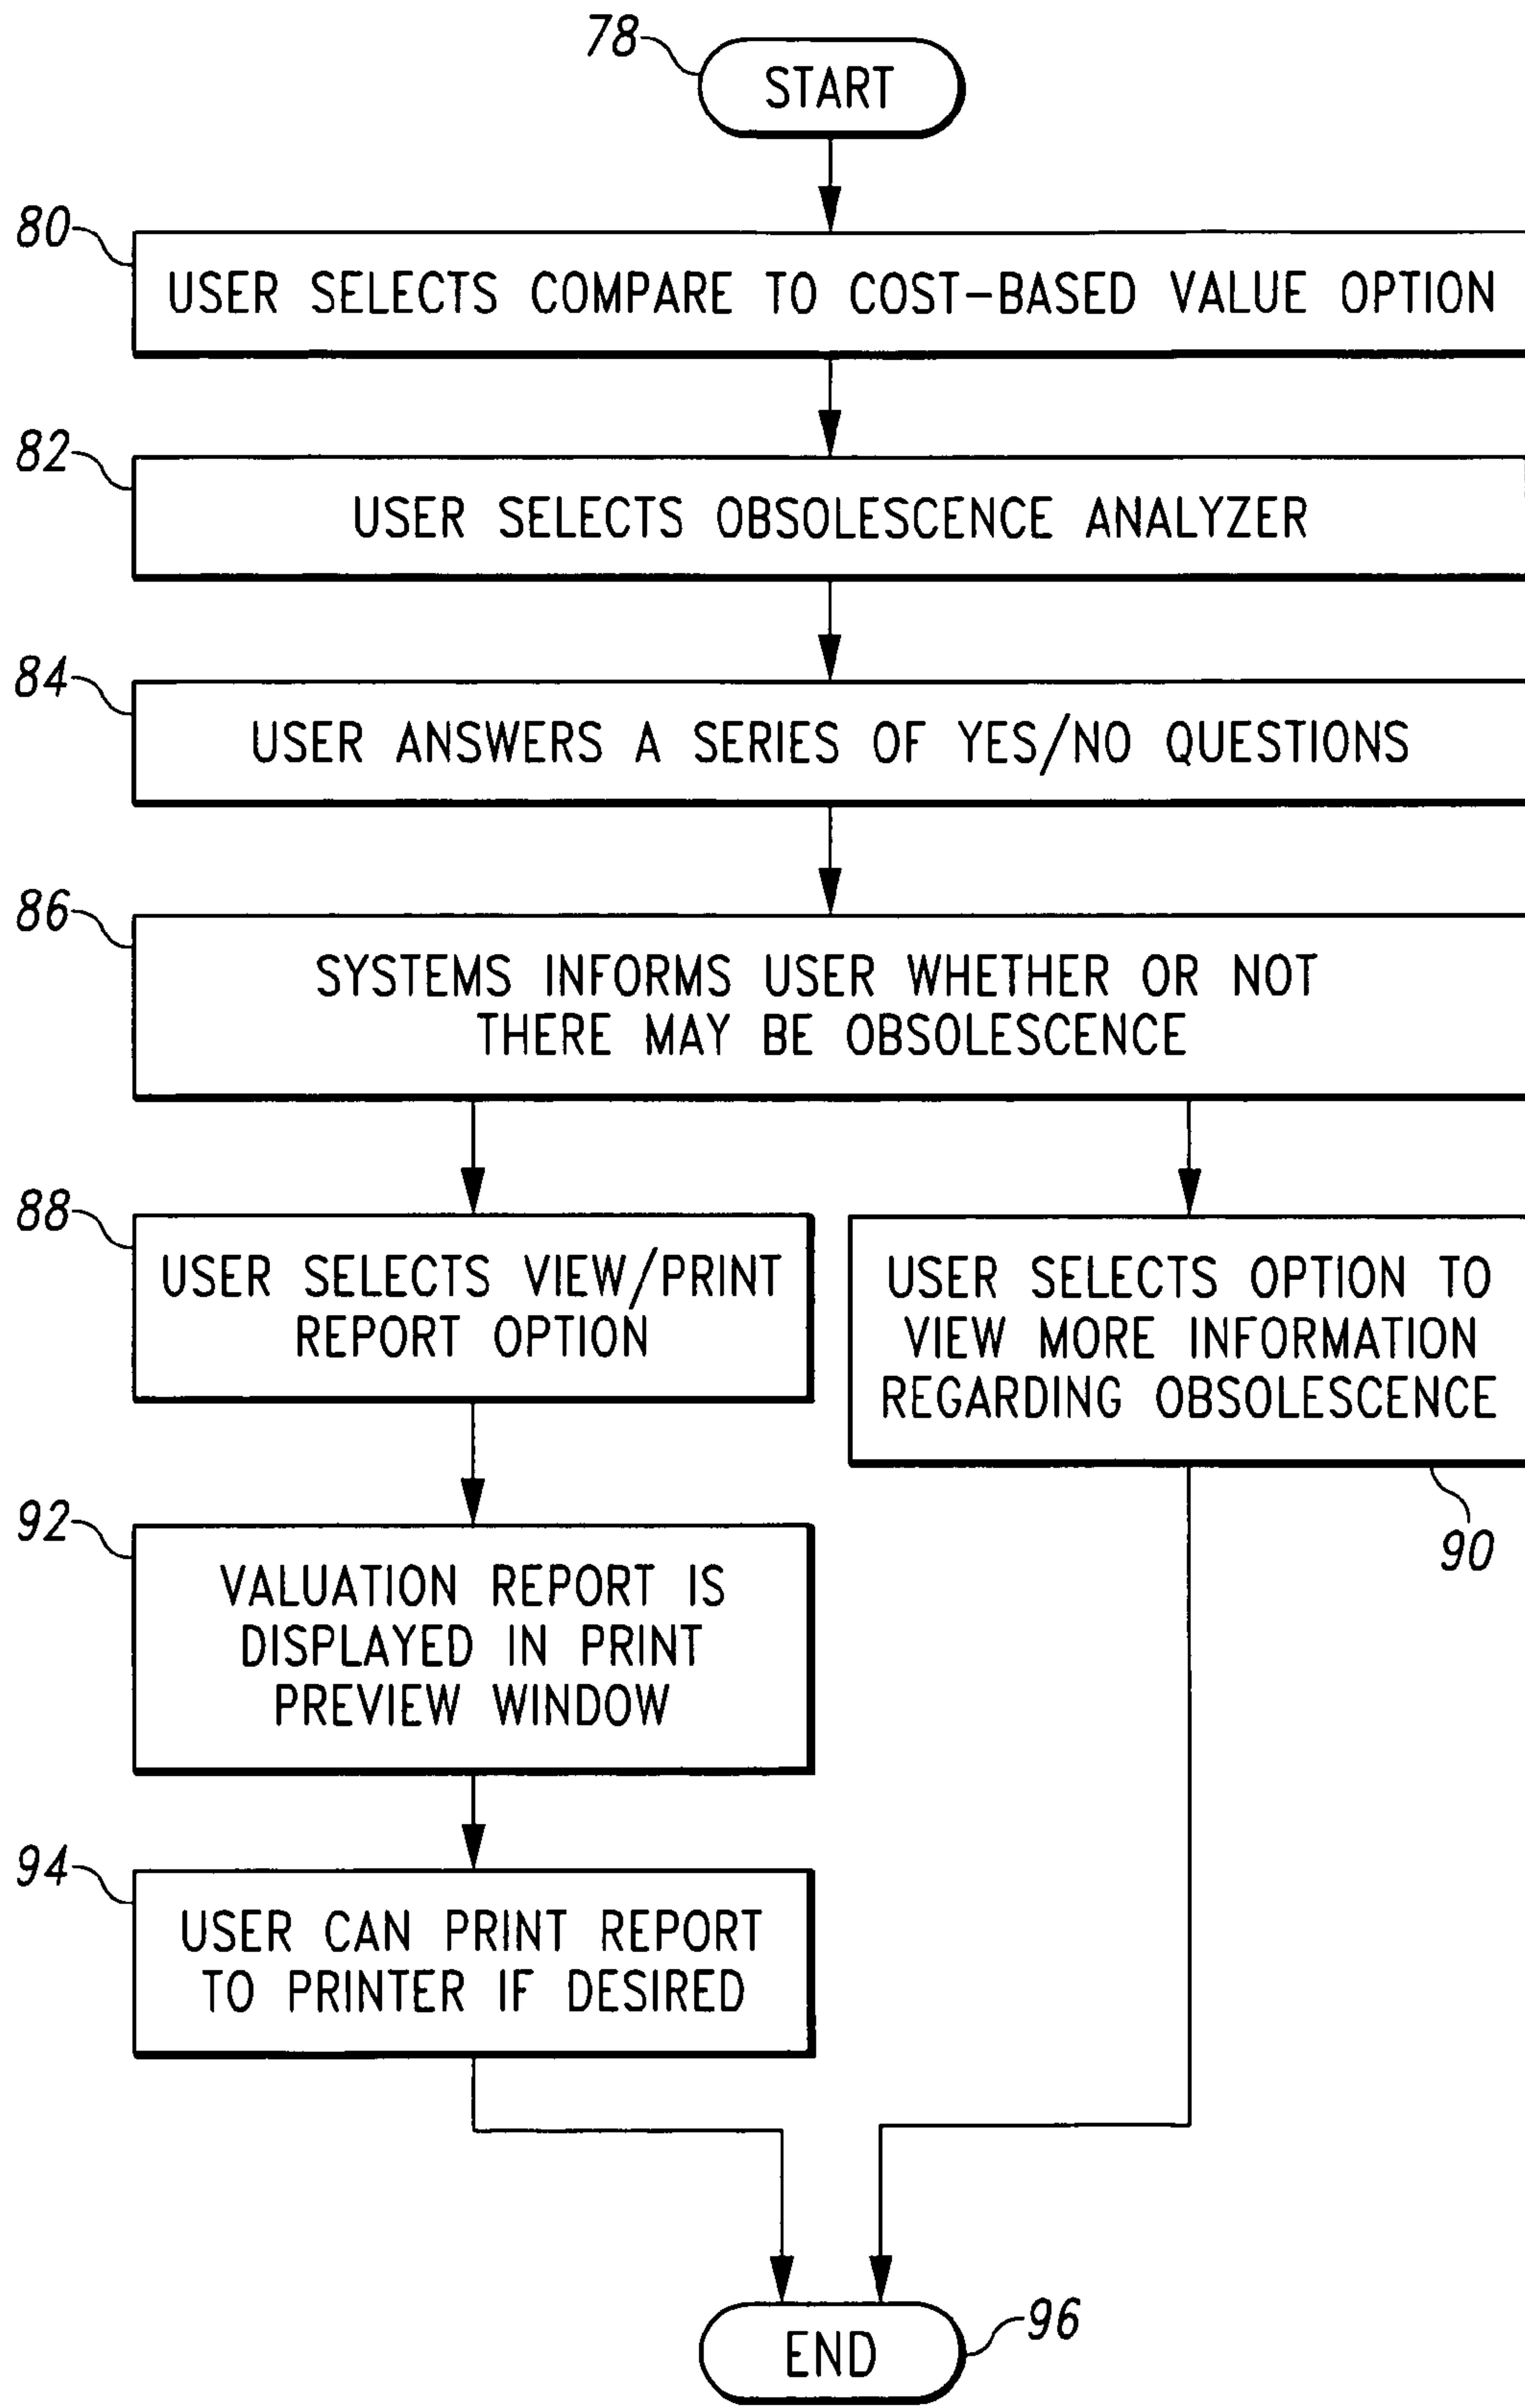 78
START
80
USER SELECTS COMPARE TO COST-BASED VALUE OPTION
82
USER SELECTS OBSOLESCENCE ANALYZER
84
USER ANSWERS A SERIES OF YES/NO QUESTIONS
86
SYSTEMS INFORMS USER WHETHER OR NOT
THERE MAY BE OBSOLESCENCE
88
USER SELECTS VIEW/PRINT
REPORT OPTION
USER SELECTS OPTION TO
VIEW MORE INFORMATION
REGARDING OBSOLESCENCE
90
92
VALUATION REPORT IS
DISPLAYED IN PRINT
PREVIEW WINDOW
94
USER CAN PRINT REPORT
TO PRINTER IF DESIRED
END
96